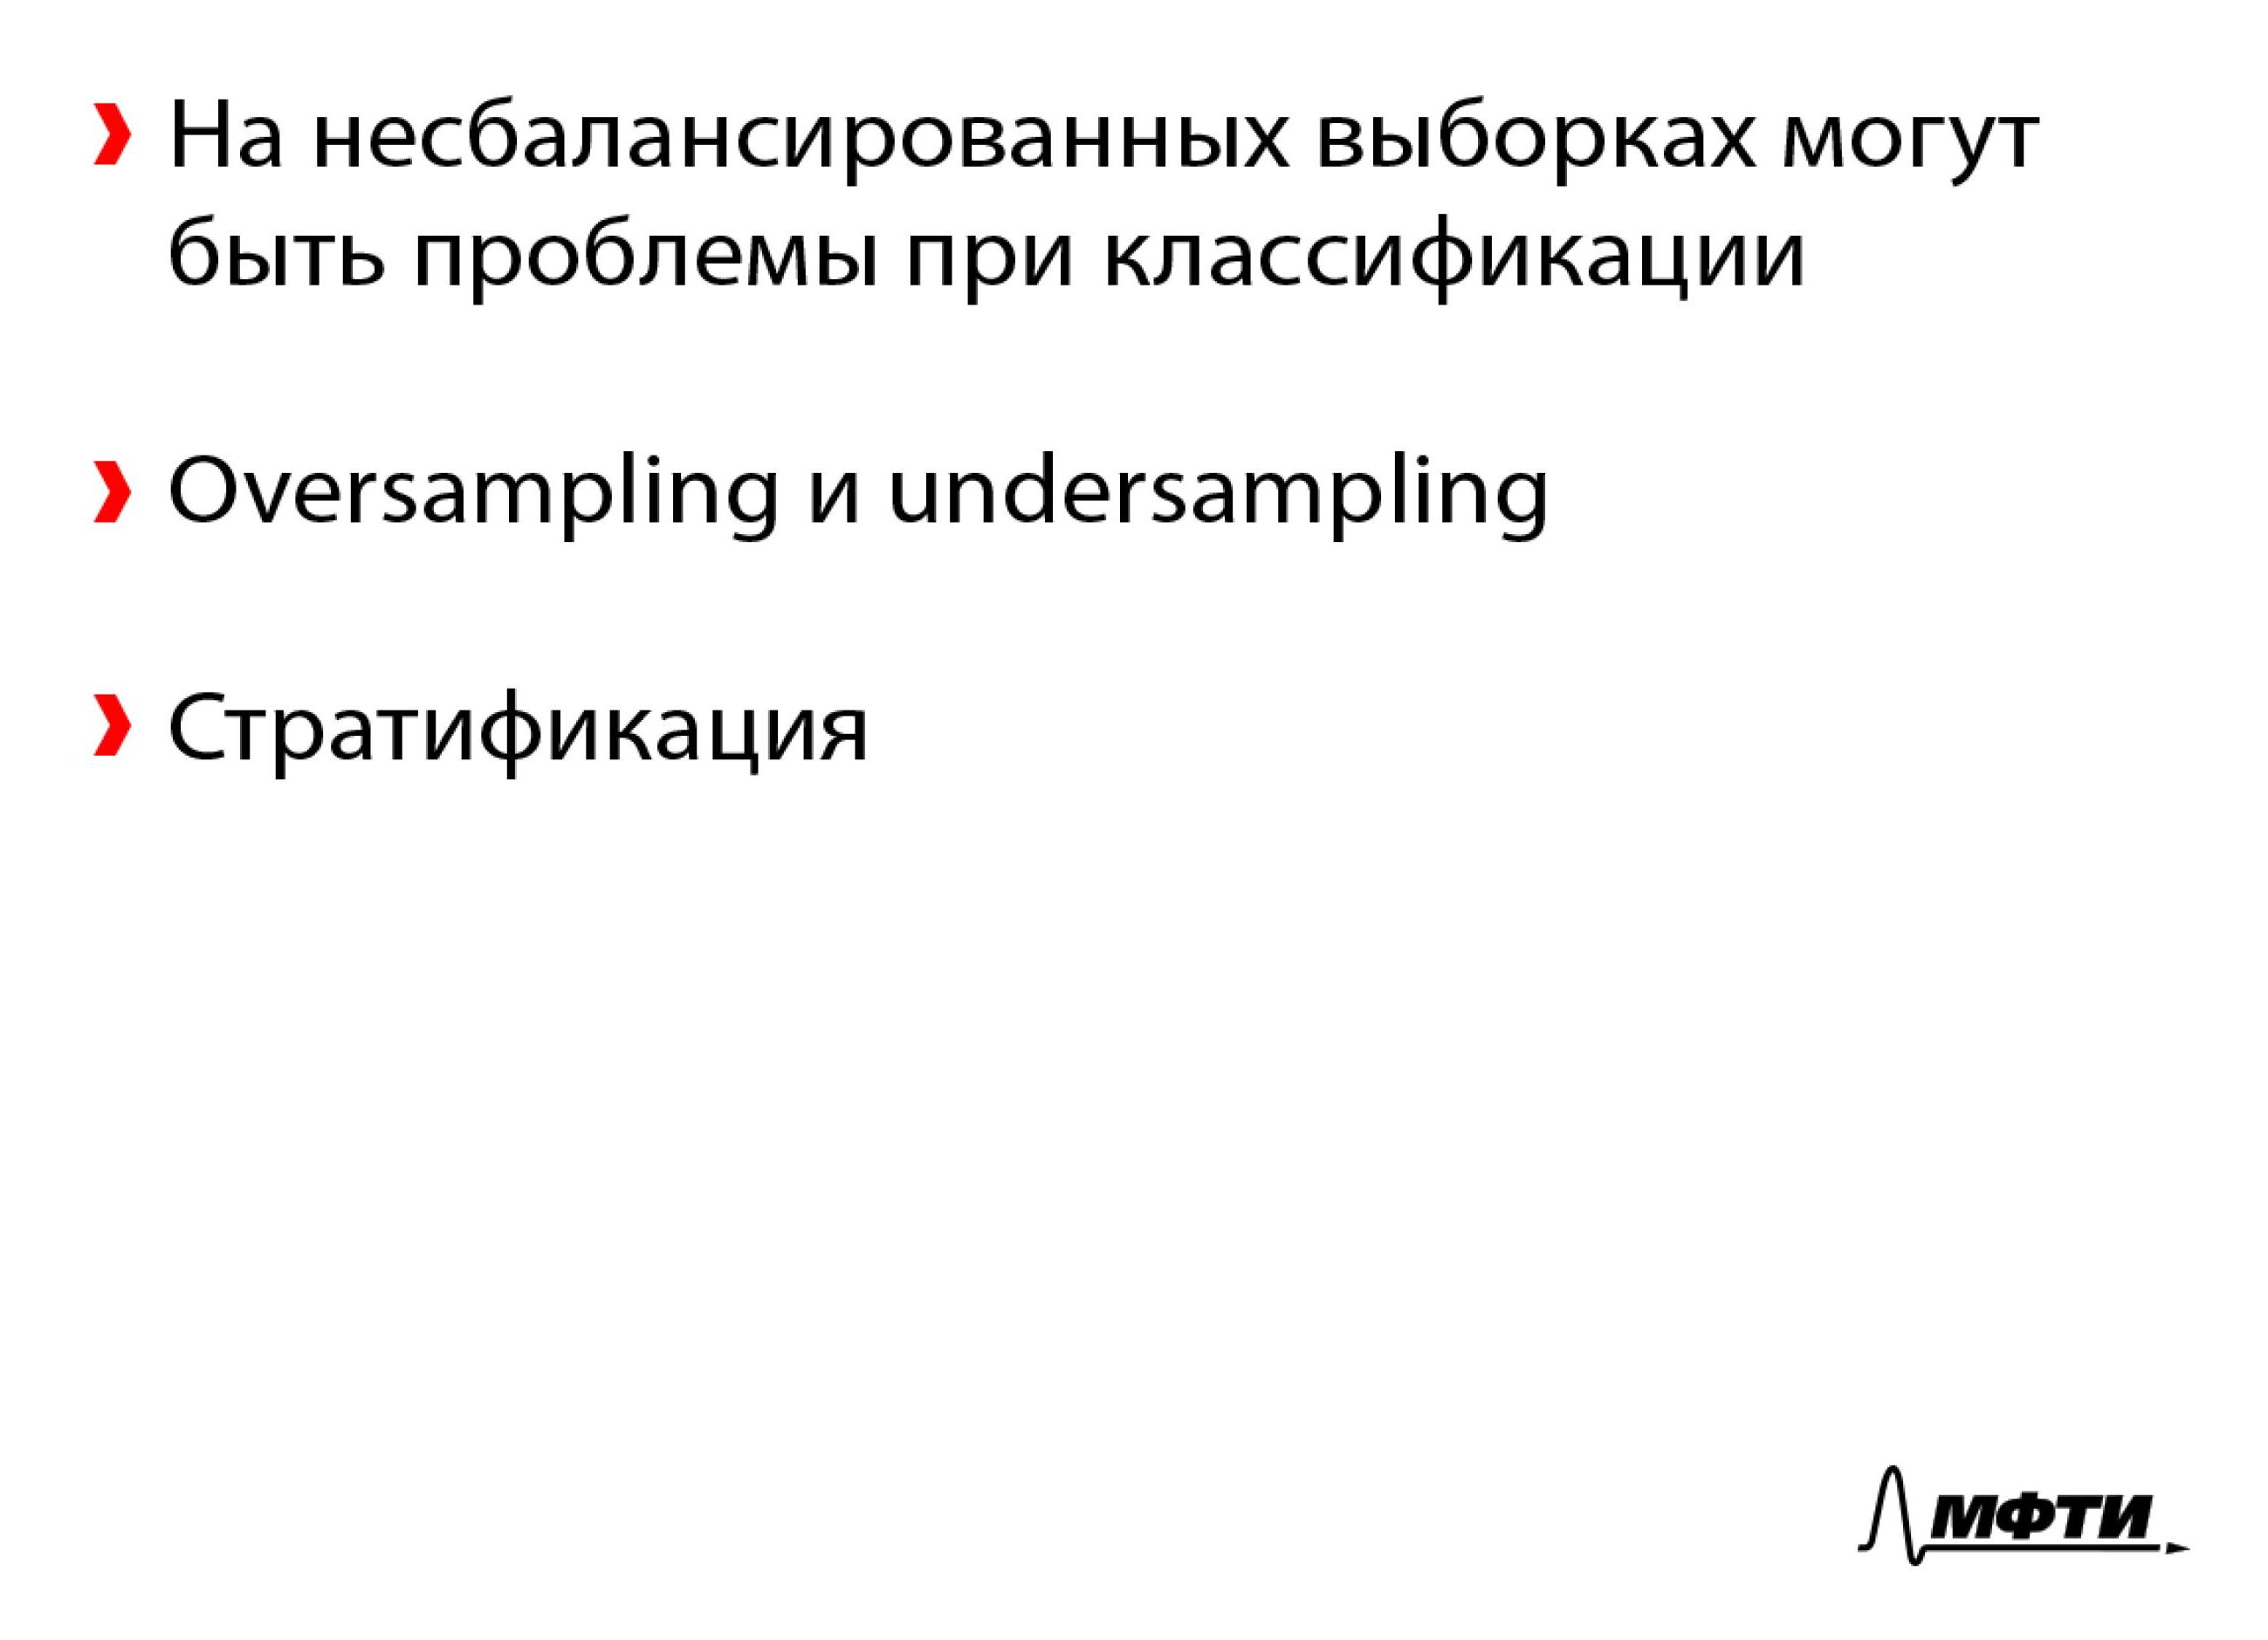 На несбалансированных выборках могут
быть проблемы при классификации
Oversampling и undersampling
Стратификация
МФТИ